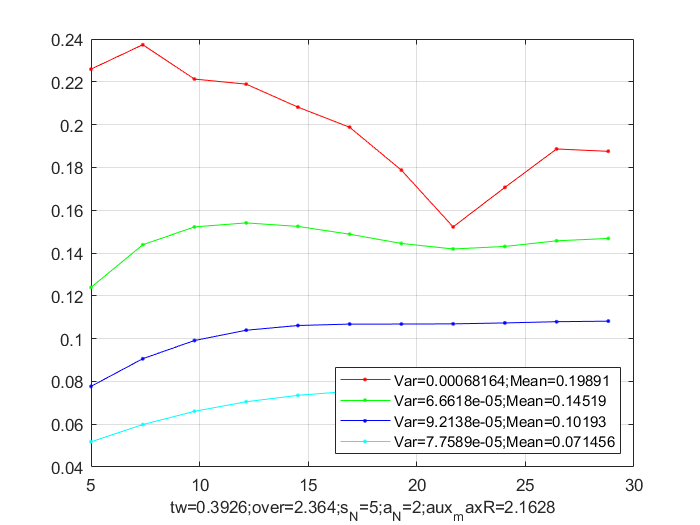 0.24
0.22
0.2
0.18
0.16
0.14
0.12
0.1
0.08
0.06
0.04
Var=0.00068164;Mean=0.19891
Var=6.6618e-05;Mean=0.14519
Var=9.2138e-05;Mean=0.10193
Var=7.7589e-05;Mean=0.071456
5 10 15 20 25 30
tw=0.3926;over=2.364;s_N=5;a_N=2;aux_maxR=2.1628